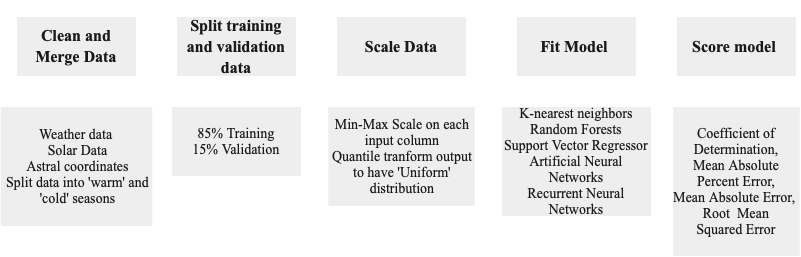 Clean and
Merge Data
Split training
and validation
data
Scale Data
Fit Model
Score model
Weather data
Solar Data
Astral coordinates
Split data into 'warm' and
'cold' seasons
85% Training
15% Validation
Min-Max Scale on each
input column
Quantile tranform output
to have 'Uniform'
distribution
K-nearest neighbors
Random Forests
Support Vector Regressor
Artificial Neural
Networks
Recurrent Neural
Networks
Coefficient of
Determination,
Mean Absolute
Percent Error,
Mean Absolute Error,
Root Mean
Squared Error